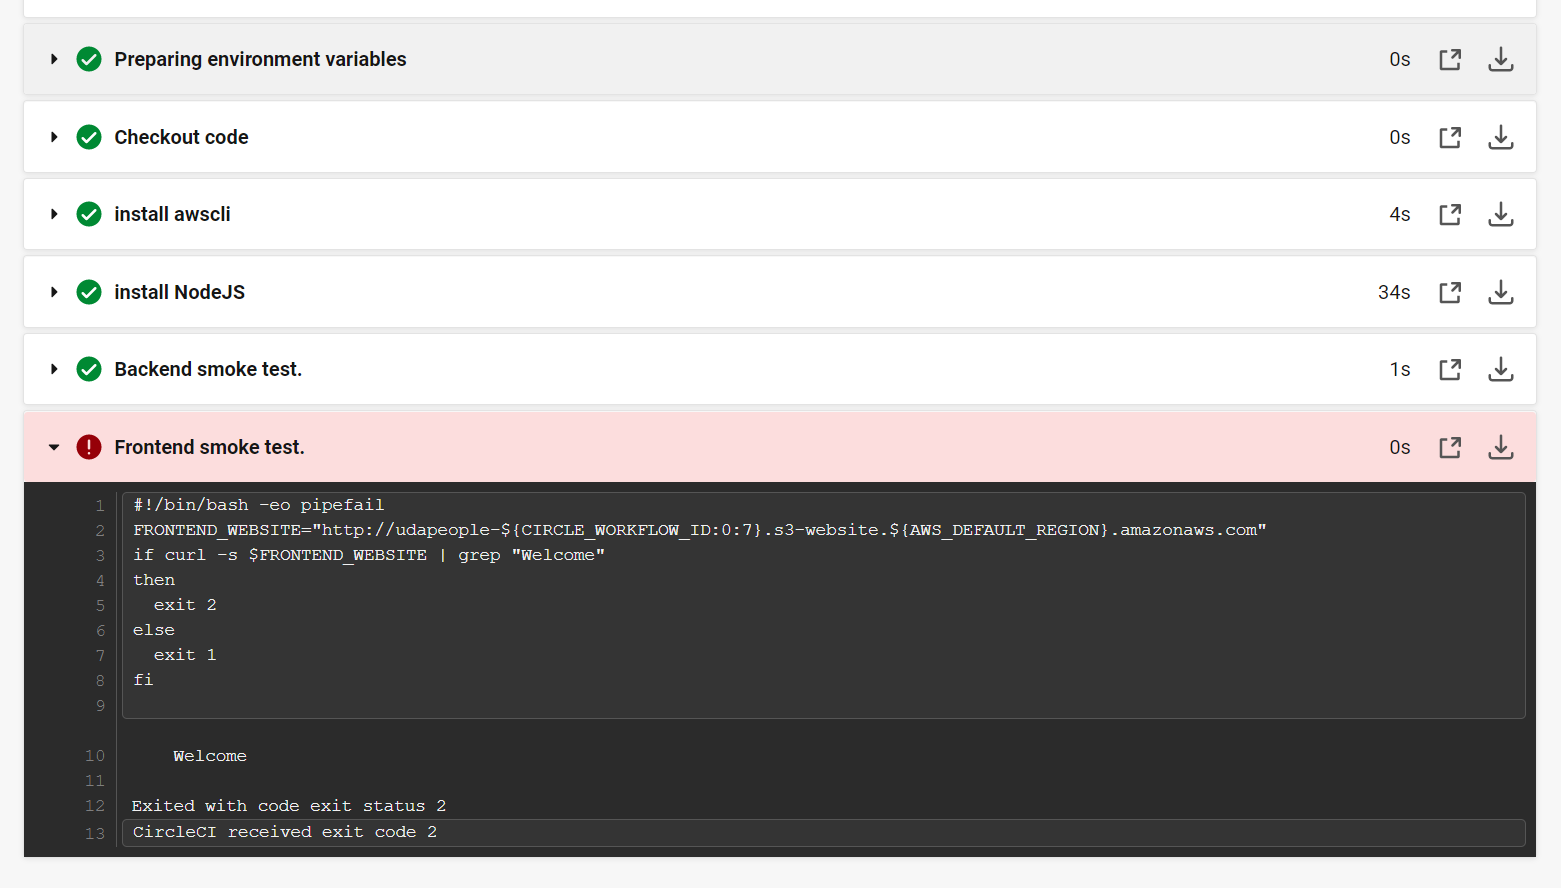 Preparing environment variables 0s
Checkout code 0s
install awscli 4s
install NodeJS 34s
Backend smoke test. 1s
Frontend smoke test. 0s
1 #!/bin/bash -eo pipefail
2 FRONTEND_WEBSITE="http://udapeople-${CIRCLE_WORKFLOW_ID:0:7}.s3-website.${AWS_DEFAULT_REGION}.amazonaws.com"
3 if curl -s $FRONTEND_WEBSITE | grep "Welcome"
4 then
5   exit 2
6 else
7   exit 1
8 fi
9
10     Welcome
11
12 Exited with code exit status 2
13 CircleCI received exit code 2